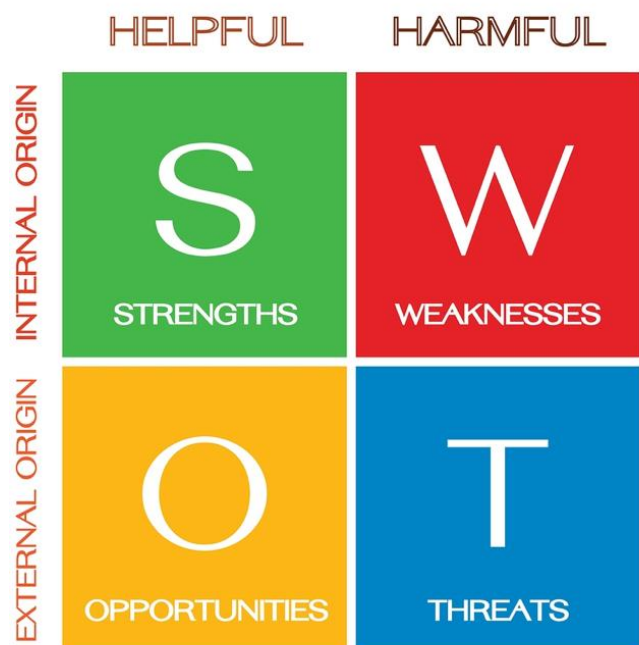 HELPFUL HARMFUL
INTERNAL ORIGIN
S W
STRENGTHS WEAKNESSES
EXTERNAL ORIGIN
O T
OPPORTUNITIES THREATS